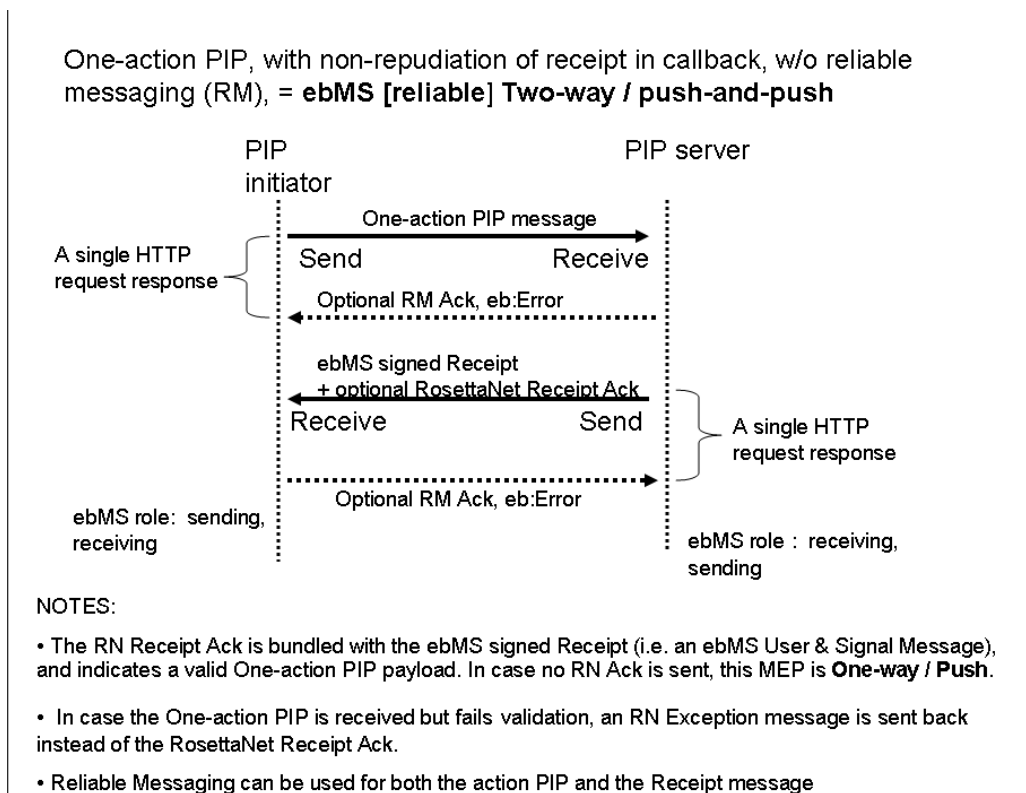 One-action PIP, with non-repudiation of receipt in callback, w/o reliable
messaging (RM), = ebMS [reliable] Two-way / push-and-push
PIP
initiator
PIP server
One-action PIP message
A single HTTP
request response
Send
Receive
Optional RM Ack, eb:Error
ebMS signed Receipt
+ optional RosettaNet Receipt Ack
Receive
Send
A single HTTP
request response
Optional RM Ack, eb:Error
ebMS role:  sending,
receiving
ebMS role :  receiving,
sending
NOTES:
• The RN Receipt Ack is bundled with the ebMS signed Receipt (i.e. an ebMS User & Signal Message),
and indicates a valid One-action PIP payload. In case no RN Ack is sent, this MEP is One-way / Push.
•  In case the One-action PIP is received but fails validation, an RN Exception message is sent back
instead of the RosettaNet Receipt Ack.
• Reliable Messaging can be used for both the action PIP and the Receipt message